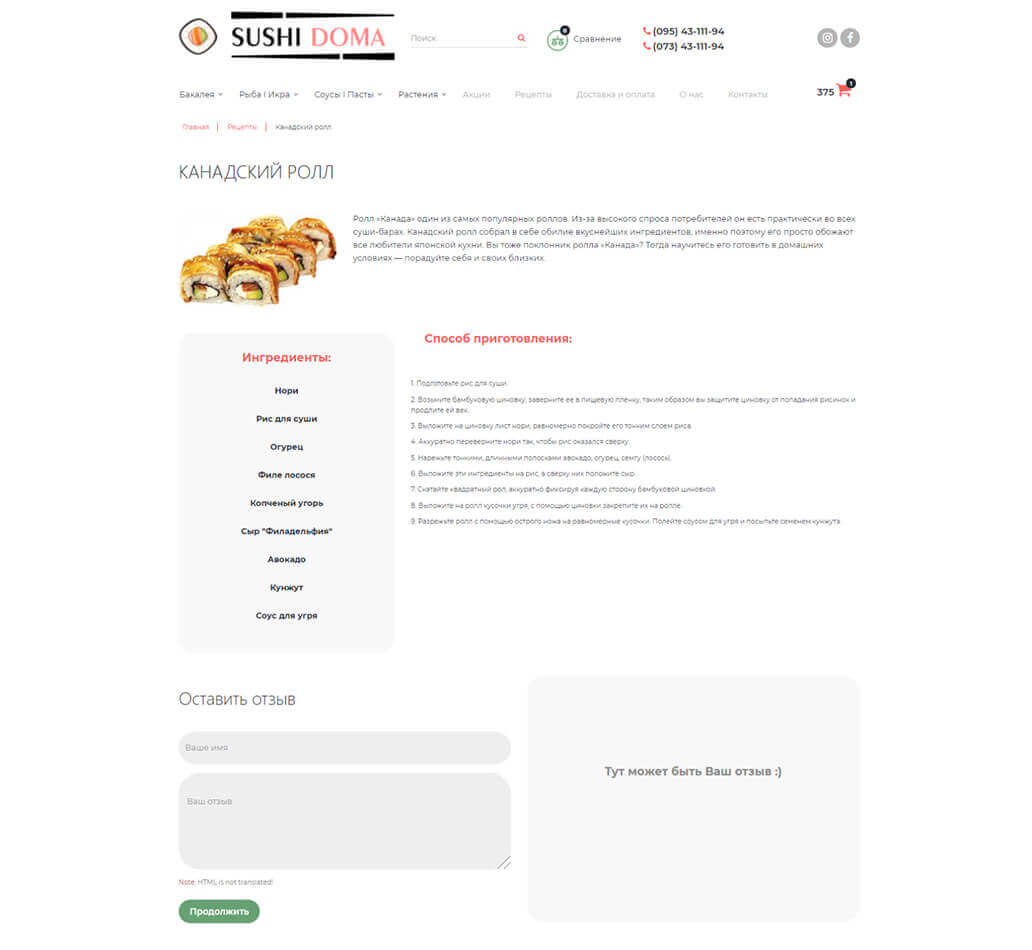 SUSHI DOMA
Поиск
0
Сравнение
(095) 43-111-94
(073) 43-111-94
Бакалея Рыба I Икра Соусы I Пасты Растения Акции Рецепты Доставка и оплата О нас Контакты 375 1
Главная | Рецепты | Канадский ролл
КАНАДСКИЙ РОЛЛ
Ролл «Канада» один из самых популярных роллов. Из-за высокого спроса потребителей он есть практически во всех
суши-барах. Канадский ролл собрал в себе обилие вкуснейших ингредиентов, именно поэтому его просто обожают
все любители японской кухни. Вы тоже поклонник ролла «Канада»? Тогда научитесь его готовить в домашних
условиях — порадуйте себя и своих близких.
Ингредиенты:
Нори
Рис для суши
Огурец
Филе лосося
Копченый угорь
Сыр "Филадельфия"
Авокадо
Кунжут
Соус для угря
Способ приготовления:
1. Подготовьте рис для суши.
2. Возьмите бамбуковую циновку, заверните ее в пищевую пленку, таким образом вы защитите циновку от попадания рисинок и
продлите ей век.
3. Выложите на циновку лист нори, равномерно покройте его тонким слоем риса.
4. Аккуратно переверните нори так, чтобы рис оказался сверху.
5. Нарежьте тонкими, длинными полосками авокадо, огурец, семгу (лосось).
6. Выложите эти ингредиенты на рис, а сверху них положите сыр.
7. Скатайте квадратный рол, аккуратно фиксируя каждую сторону бамбуковой циновкой.
8. Выложите на ролл кусочки угря, с помощью циновки закрепите их на ролле.
9. Разрежьте ролл с помощью острого ножа на равномерные кусочки. Полейте соусом для угря и посыпьте семенем кунжута.
Оставить отзыв
Ваше имя
Ваш отзыв
Note: HTML is not translated!
Продолжить
Тут может быть Ваш отзыв :)